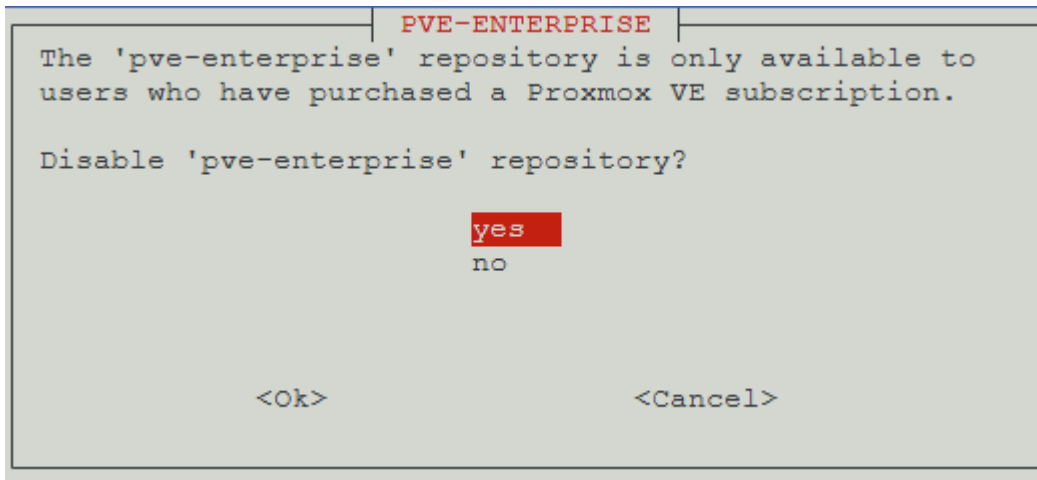 PVE-ENTERPRISE
The 'pve-enterprise' repository is only available to
users who have purchased a Proxmox VE subscription.
Disable 'pve-enterprise' repository?
yes
no
<Ok> <Cancel>